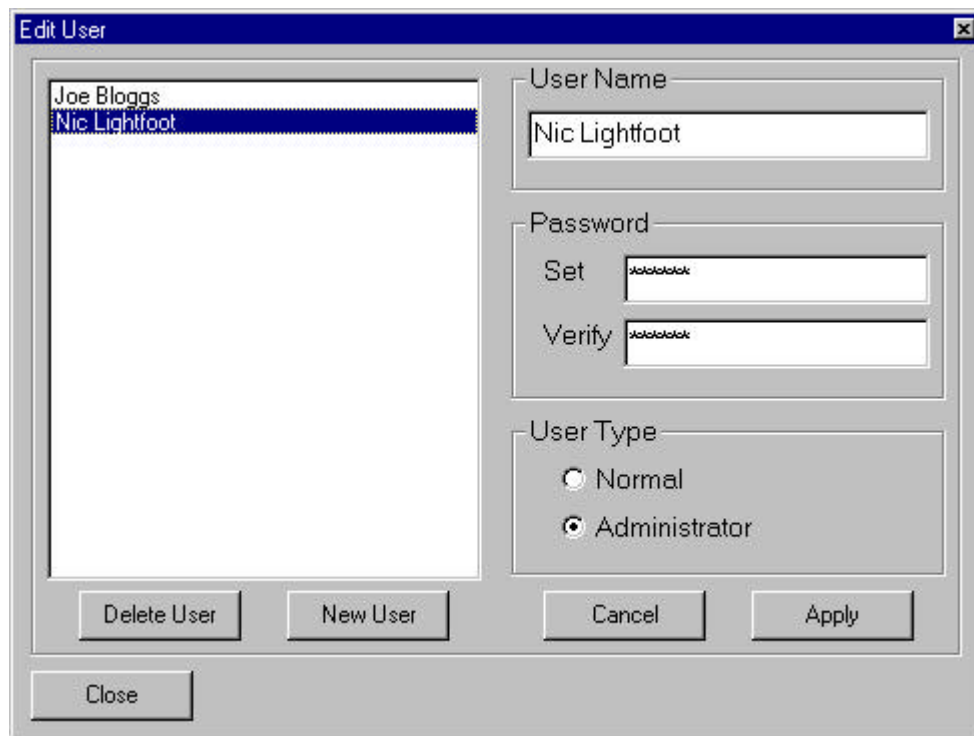 Edit User
Joe Bloggs
Nic Lightfoot
User Name
Nic Lightfoot
Password
Set ******
Verify ******
User Type
Normal
Administrator
Delete User New User Cancel Apply
Close